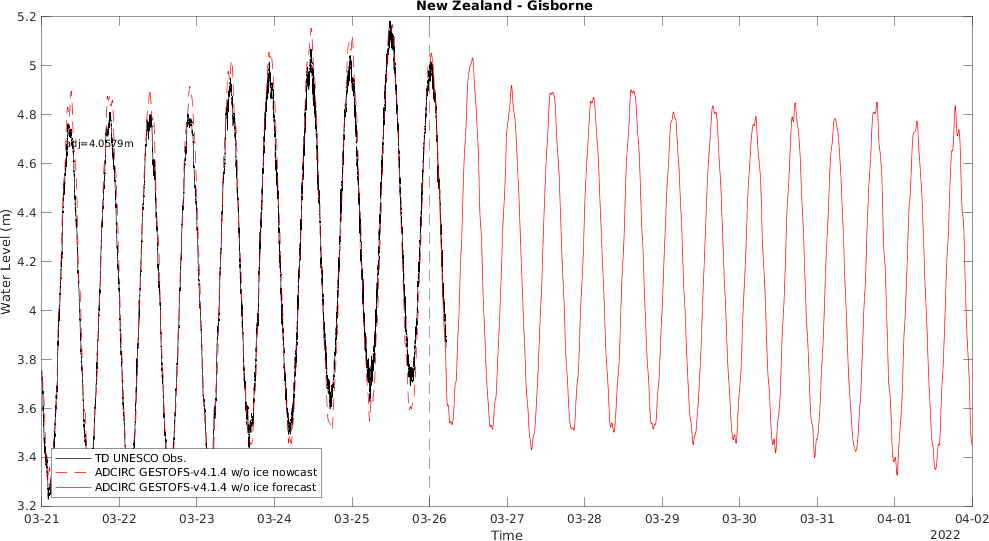 New Zealand - Gisborne
5.2
5
4.8
4.6
4.4
4.2
4
3.8
3.6
3.4
3.2
Water Level (m)
adj=4.0579m
TD UNESCO Obs.
ADCIRC GESTOFS-v4.1.4 w/o ice nowcast
ADCIRC GESTOFS-v4.1.4 w/o ice forecast
03-21 03-22 03-23 03-24 03-25 03-26 03-27 03-28 03-29 03-30 03-31 04-01 04-02
Time
2022